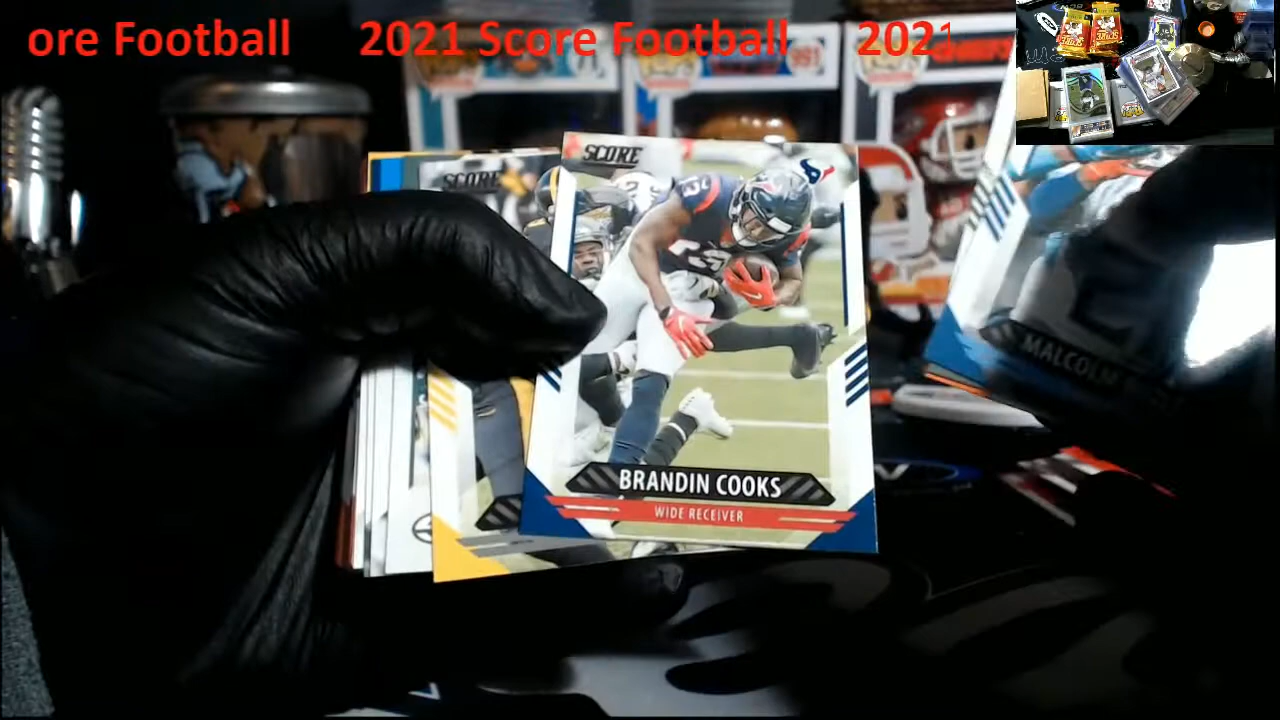 ore Football 2021 Score Football 2021
SCORE
SCORE
BRANDIN COOKS
WIDE RECEIVER
MALCOLM